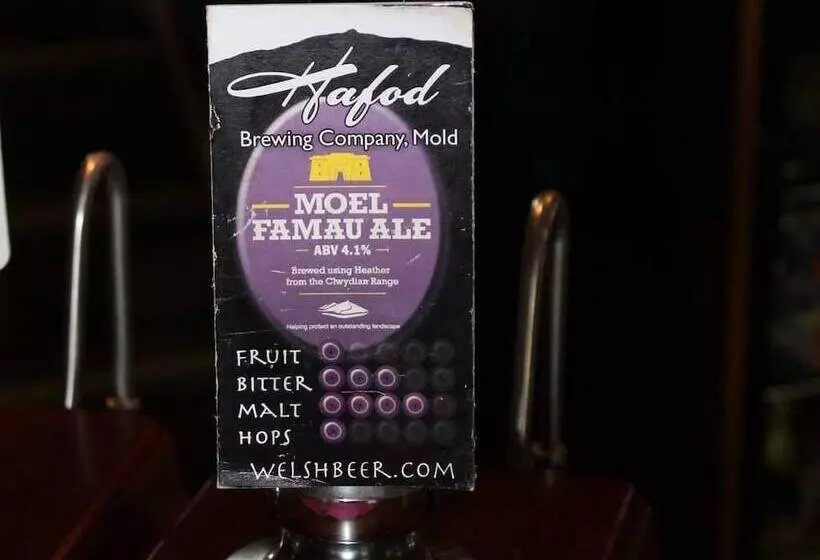 Hafod
Brewing Company, Mold
MOEL
FAMAU ALE
ABV 4.1%
Brewed using Heather
from the Clwydian Range
Helping protect an outstanding landscape
FRUIT
BITTER
MALT
HOPS
WELSHBEER.COM